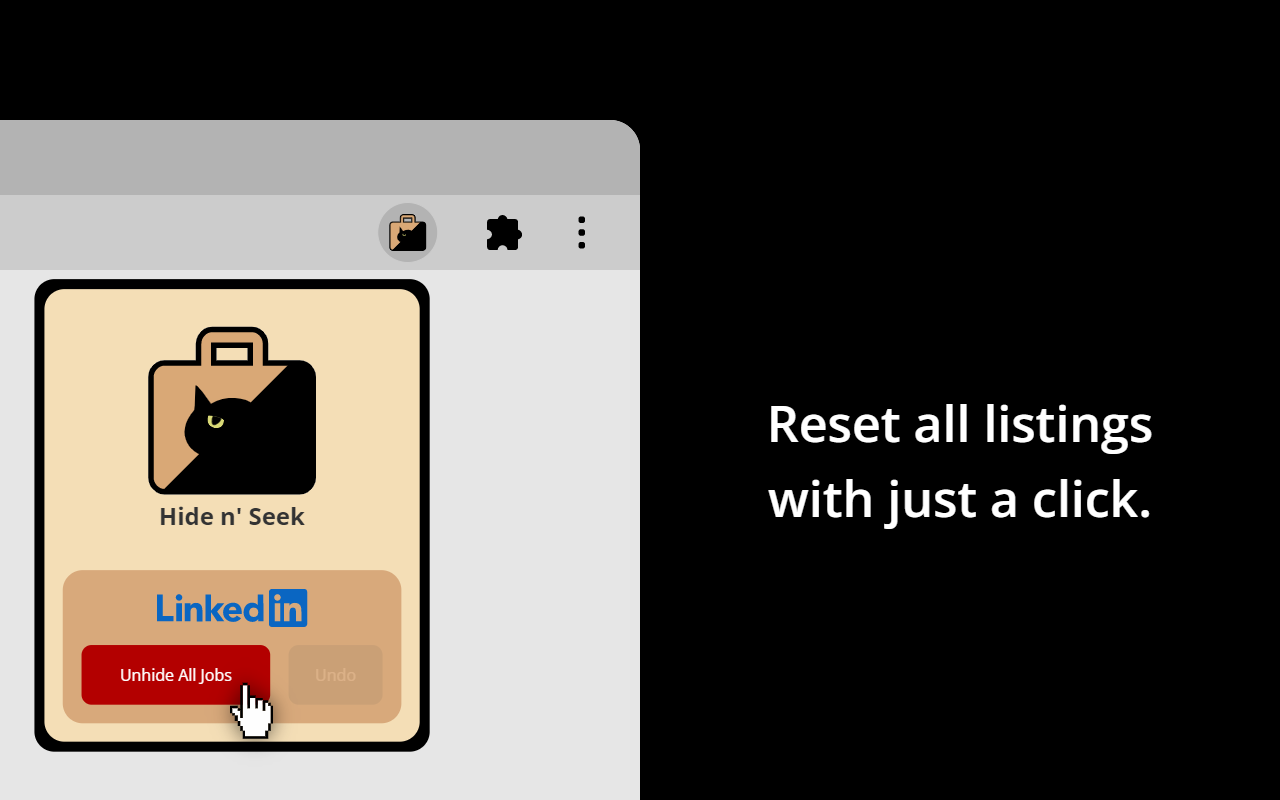 Hide n' Seek
LinkedIn
Unhide All Jobs
Undo
Reset all listings
with just a click.